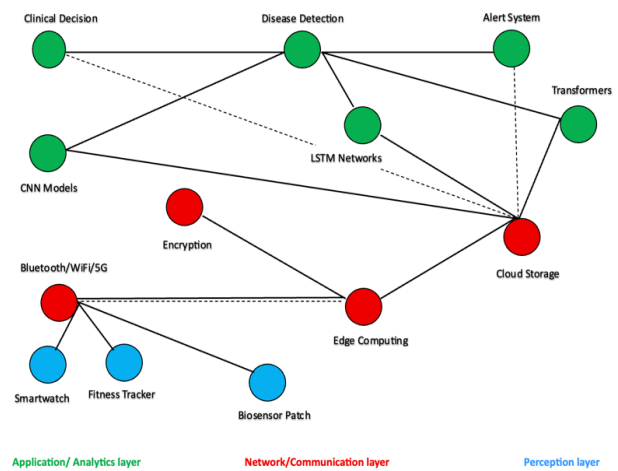 Clinical Decision
Disease Detection
Alert System
Transformers
LSTM Networks
CNN Models
Encryption
Cloud Storage
Bluetooth/WiFi/5G
Edge Computing
Smartwatch
Fitness Tracker
Biosensor Patch
Application/ Analytics layer
Network/Communication layer
Perception layer